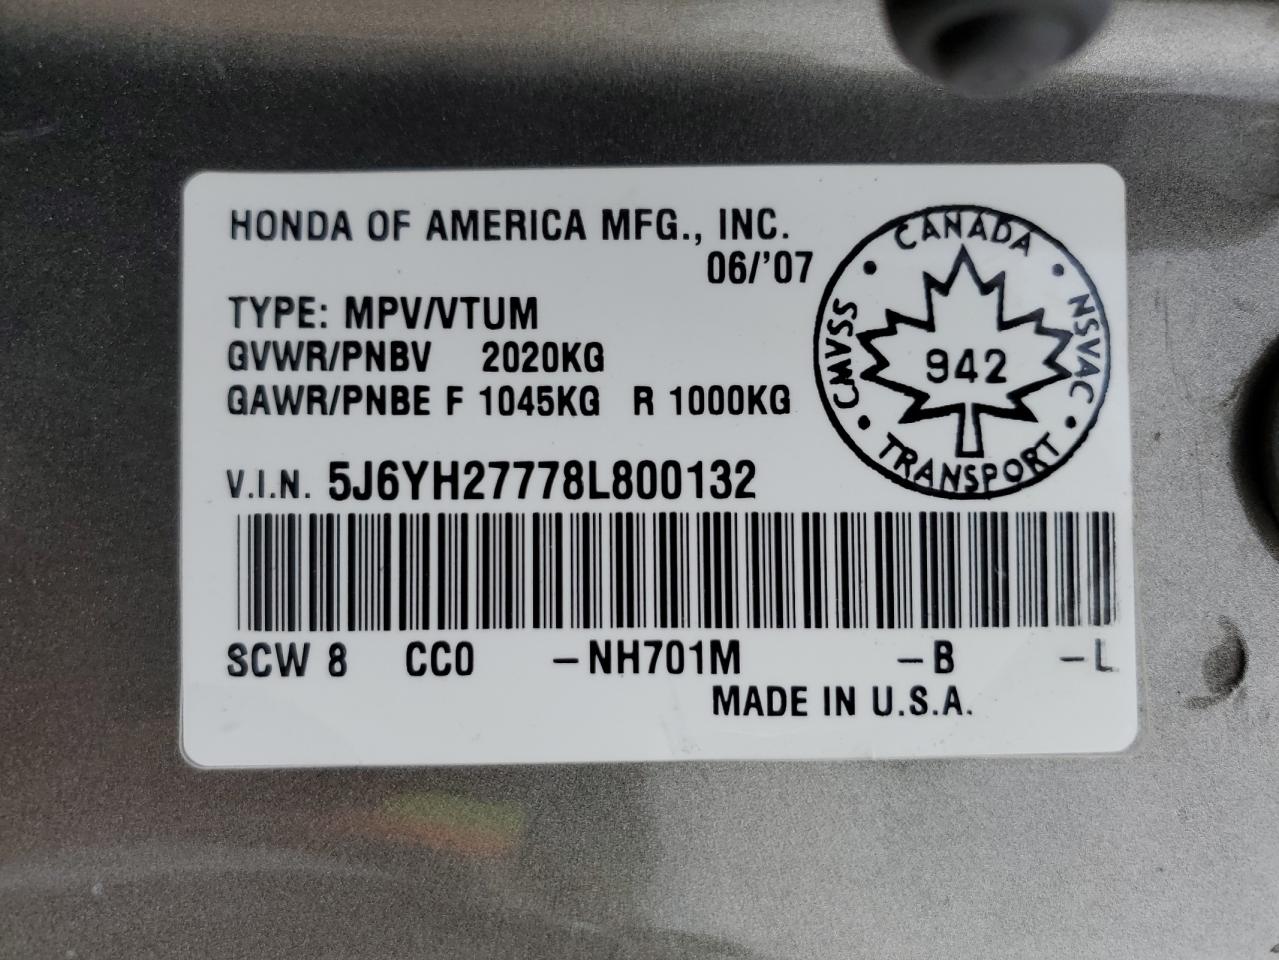 HONDA OF AMERICA MFG., INC.
06/'07
TYPE: MPV/VTUM
GVWR/PNBV 2020KG
GAWR/PNBE F 1045KG R 1000KG
V.I.N. 5J6YH27778L800132
SCW 8 CC0 –NH701M –B –L
MADE IN U.S.A.
CANADA
CMVSS
942
NSVAC
TRANSPORT